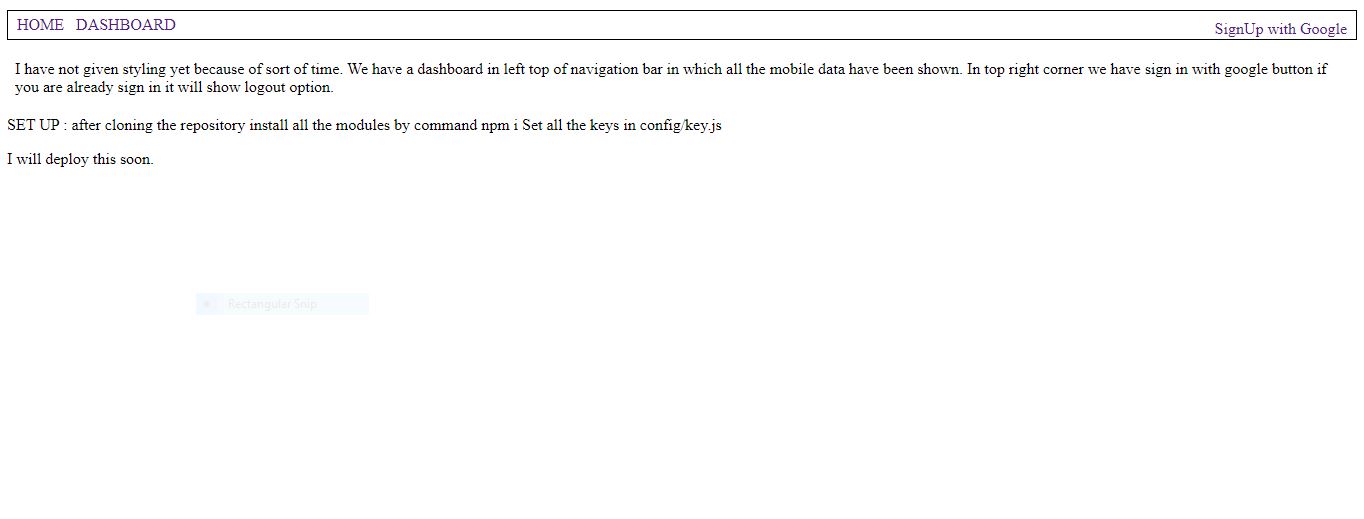 HOME DASHBOARD SignUp with Google
I have not given styling yet because of sort of time. We have a dashboard in left top of navigation bar in which all the mobile data have been shown. In top right corner we have sign in with google button if
you are already sign in it will show logout option.
SET UP : after cloning the repository install all the modules by command npm i Set all the keys in config/key.js
I will deploy this soon.
Rectangular Snip